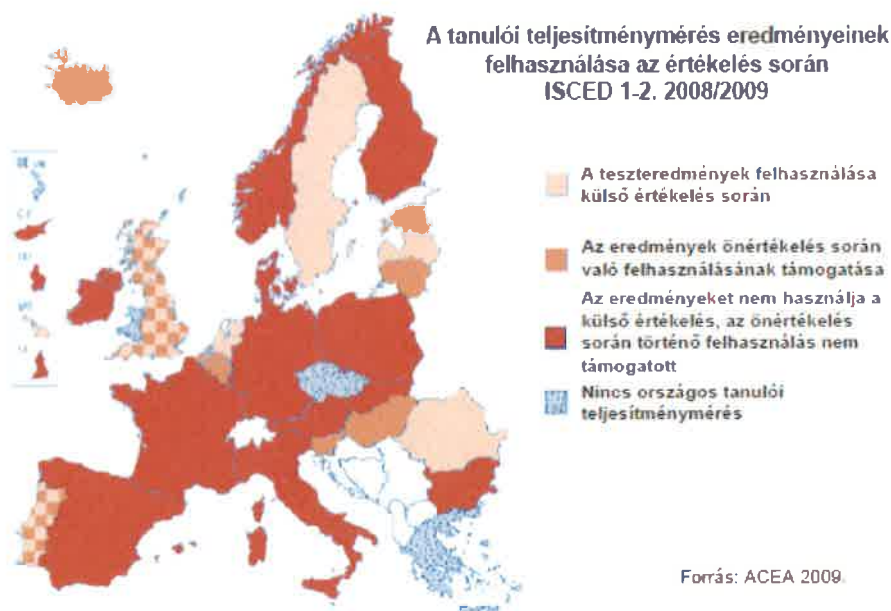 A tanulói teljesítménymérés eredményeinek
felhasználása az értékelés során
ISCED 1-2. 2008/2009
A teszteredmények felhasználása
külső értékelés során
Az eredmények önértékelés során
való felhasználásának támogatása
Az eredményeket nem használja a
külső értékelés, az önértékelés
során történő felhasználás nem
támogatott
Nincs országos tanulói
teljesítménymérés
Forrás: ACEA 2009.